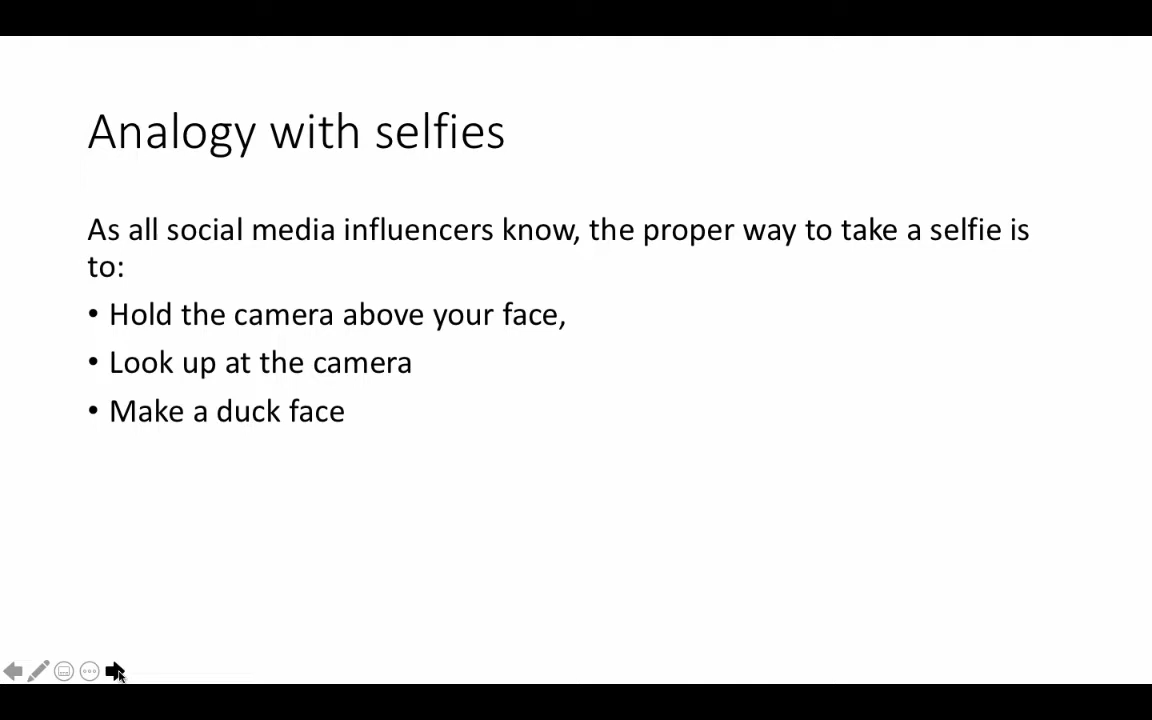 Analogy with selfies
As all social media influencers know, the proper way to take a selfie is
to:
• Hold the camera above your face,
• Look up at the camera
• Make a duck face